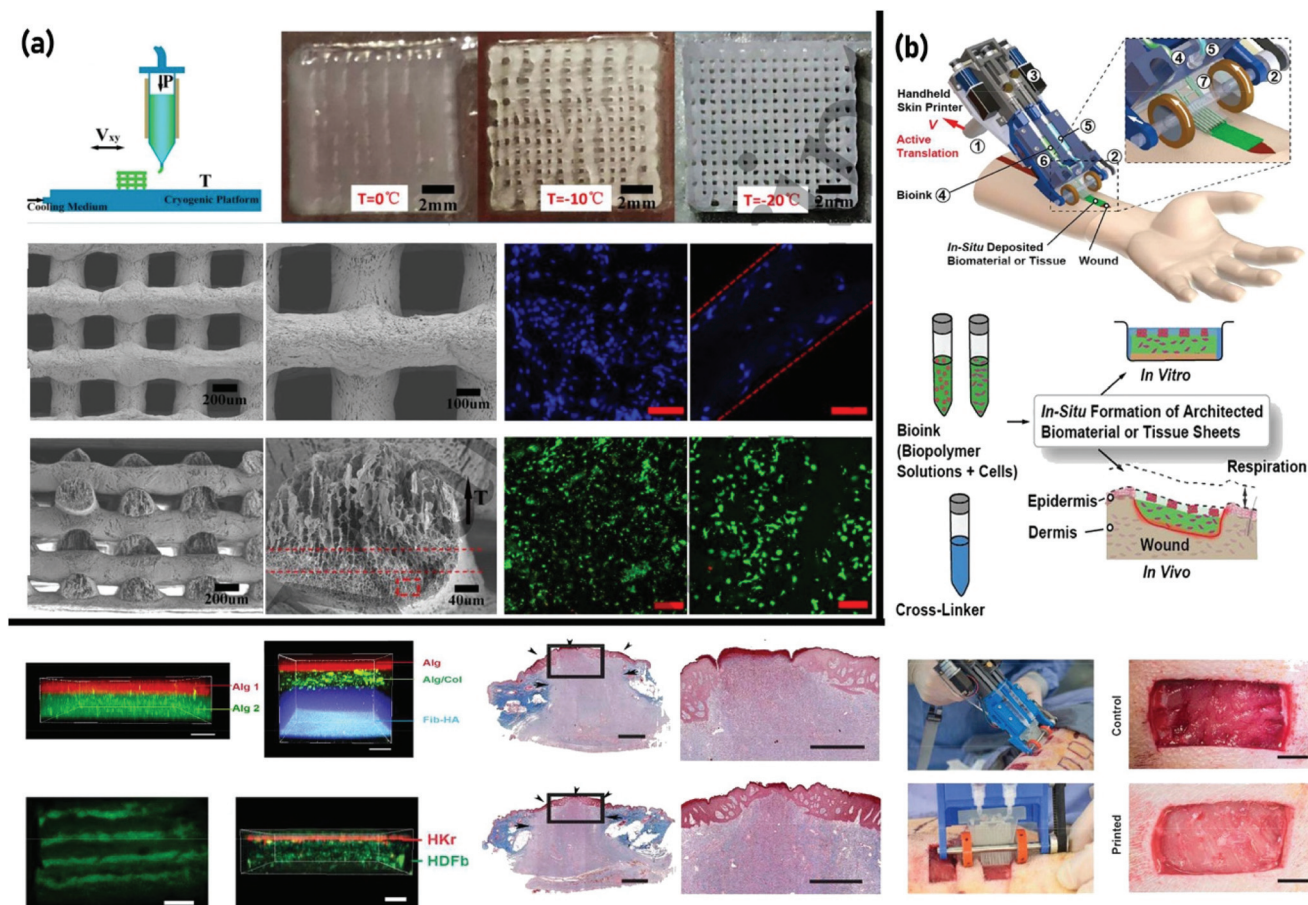 (a)
P
V xy
T
Cooling Medium
Cryogenic Platform
T=0℃
2mm
T=-10℃
2mm
T=-20℃
2mm
200um
100um
200um
T
40um
(b)
Handheld
Skin Printer
V
Active
Translation
①
③
⑤
⑥
②
Bioink ④
④
⑤
②
⑦
In-Situ Deposited
Biomaterial or Tissue
Wound
Bioink
(Biopolymer
Solutions + Cells)
Cross-Linker
In Vitro
In-Situ Formation of Architected
Biomaterial or Tissue Sheets
Respiration
Epidermis
Dermis
Wound
In Vivo
Alg 1
Alg 2
Alg
Alg/Col
Fib-HA
HKr
HDFb
Control
Printed